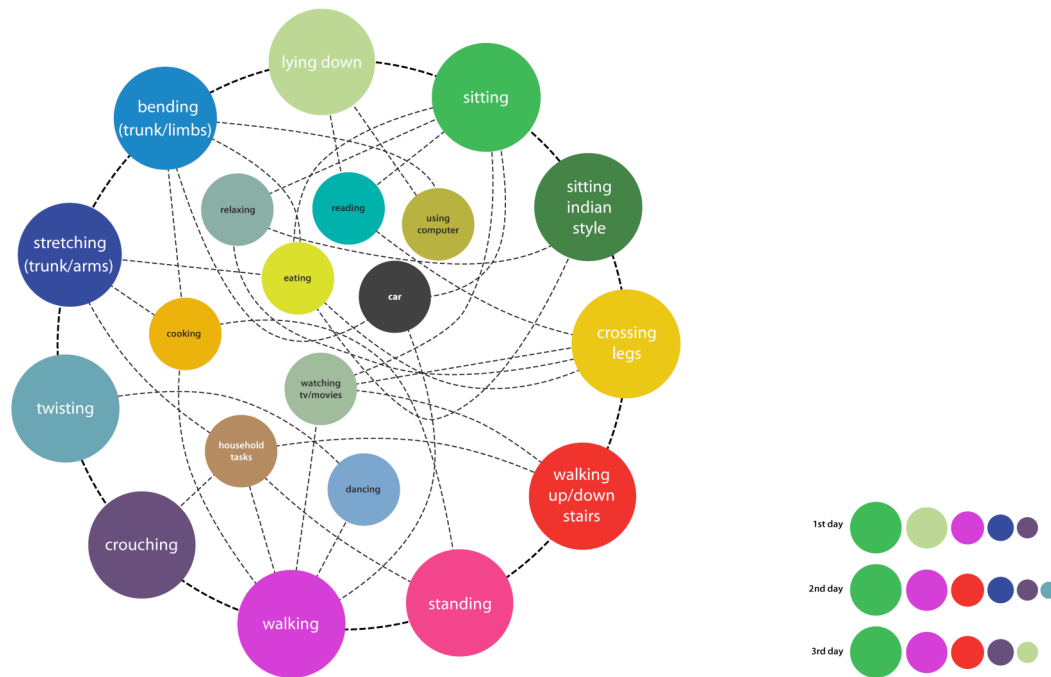 lying down
sitting
bending
(trunk/limbs)
sitting
indian
style
relaxing
reading
using
computer
stretching
(trunk/arms)
eating
car
cooking
crossing
legs
watching
tv/movies
twisting
household
tasks
dancing
walking
up/down
stairs
crouching
standing
walking
1st day
2nd day
3rd day